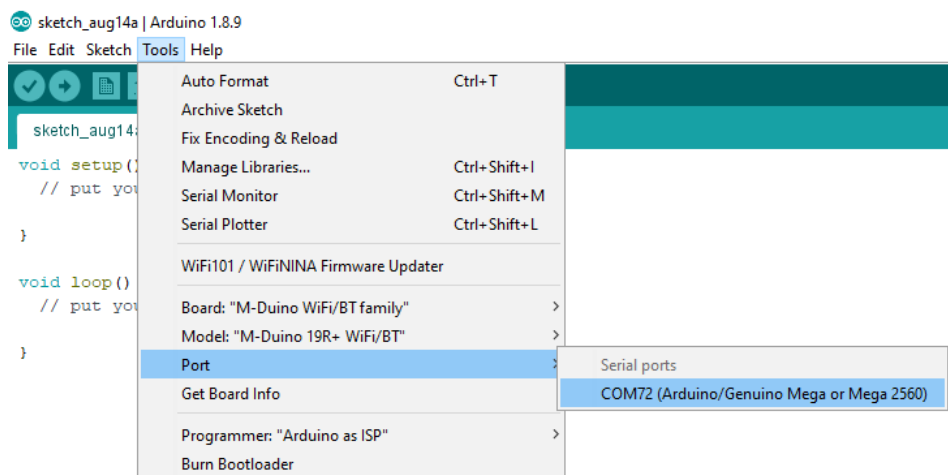 sketch_aug14a | Arduino 1.8.9
File Edit Sketch Tools Help
Auto Format Ctrl+T
Archive Sketch
Fix Encoding & Reload
Manage Libraries... Ctrl+Shift+I
Serial Monitor Ctrl+Shift+M
Serial Plotter Ctrl+Shift+L
WiFi101 / WiFiNINA Firmware Updater
Board: "M-Duino WiFi/BT family"
Model: "M-Duino 19R+ WiFi/BT"
Port
Get Board Info
Programmer: "Arduino as ISP"
Burn Bootloader
Serial ports
COM72 (Arduino/Genuino Mega or Mega 2560)
sketch_aug14a
void setup()
// put you
}
void loop()
// put you
}